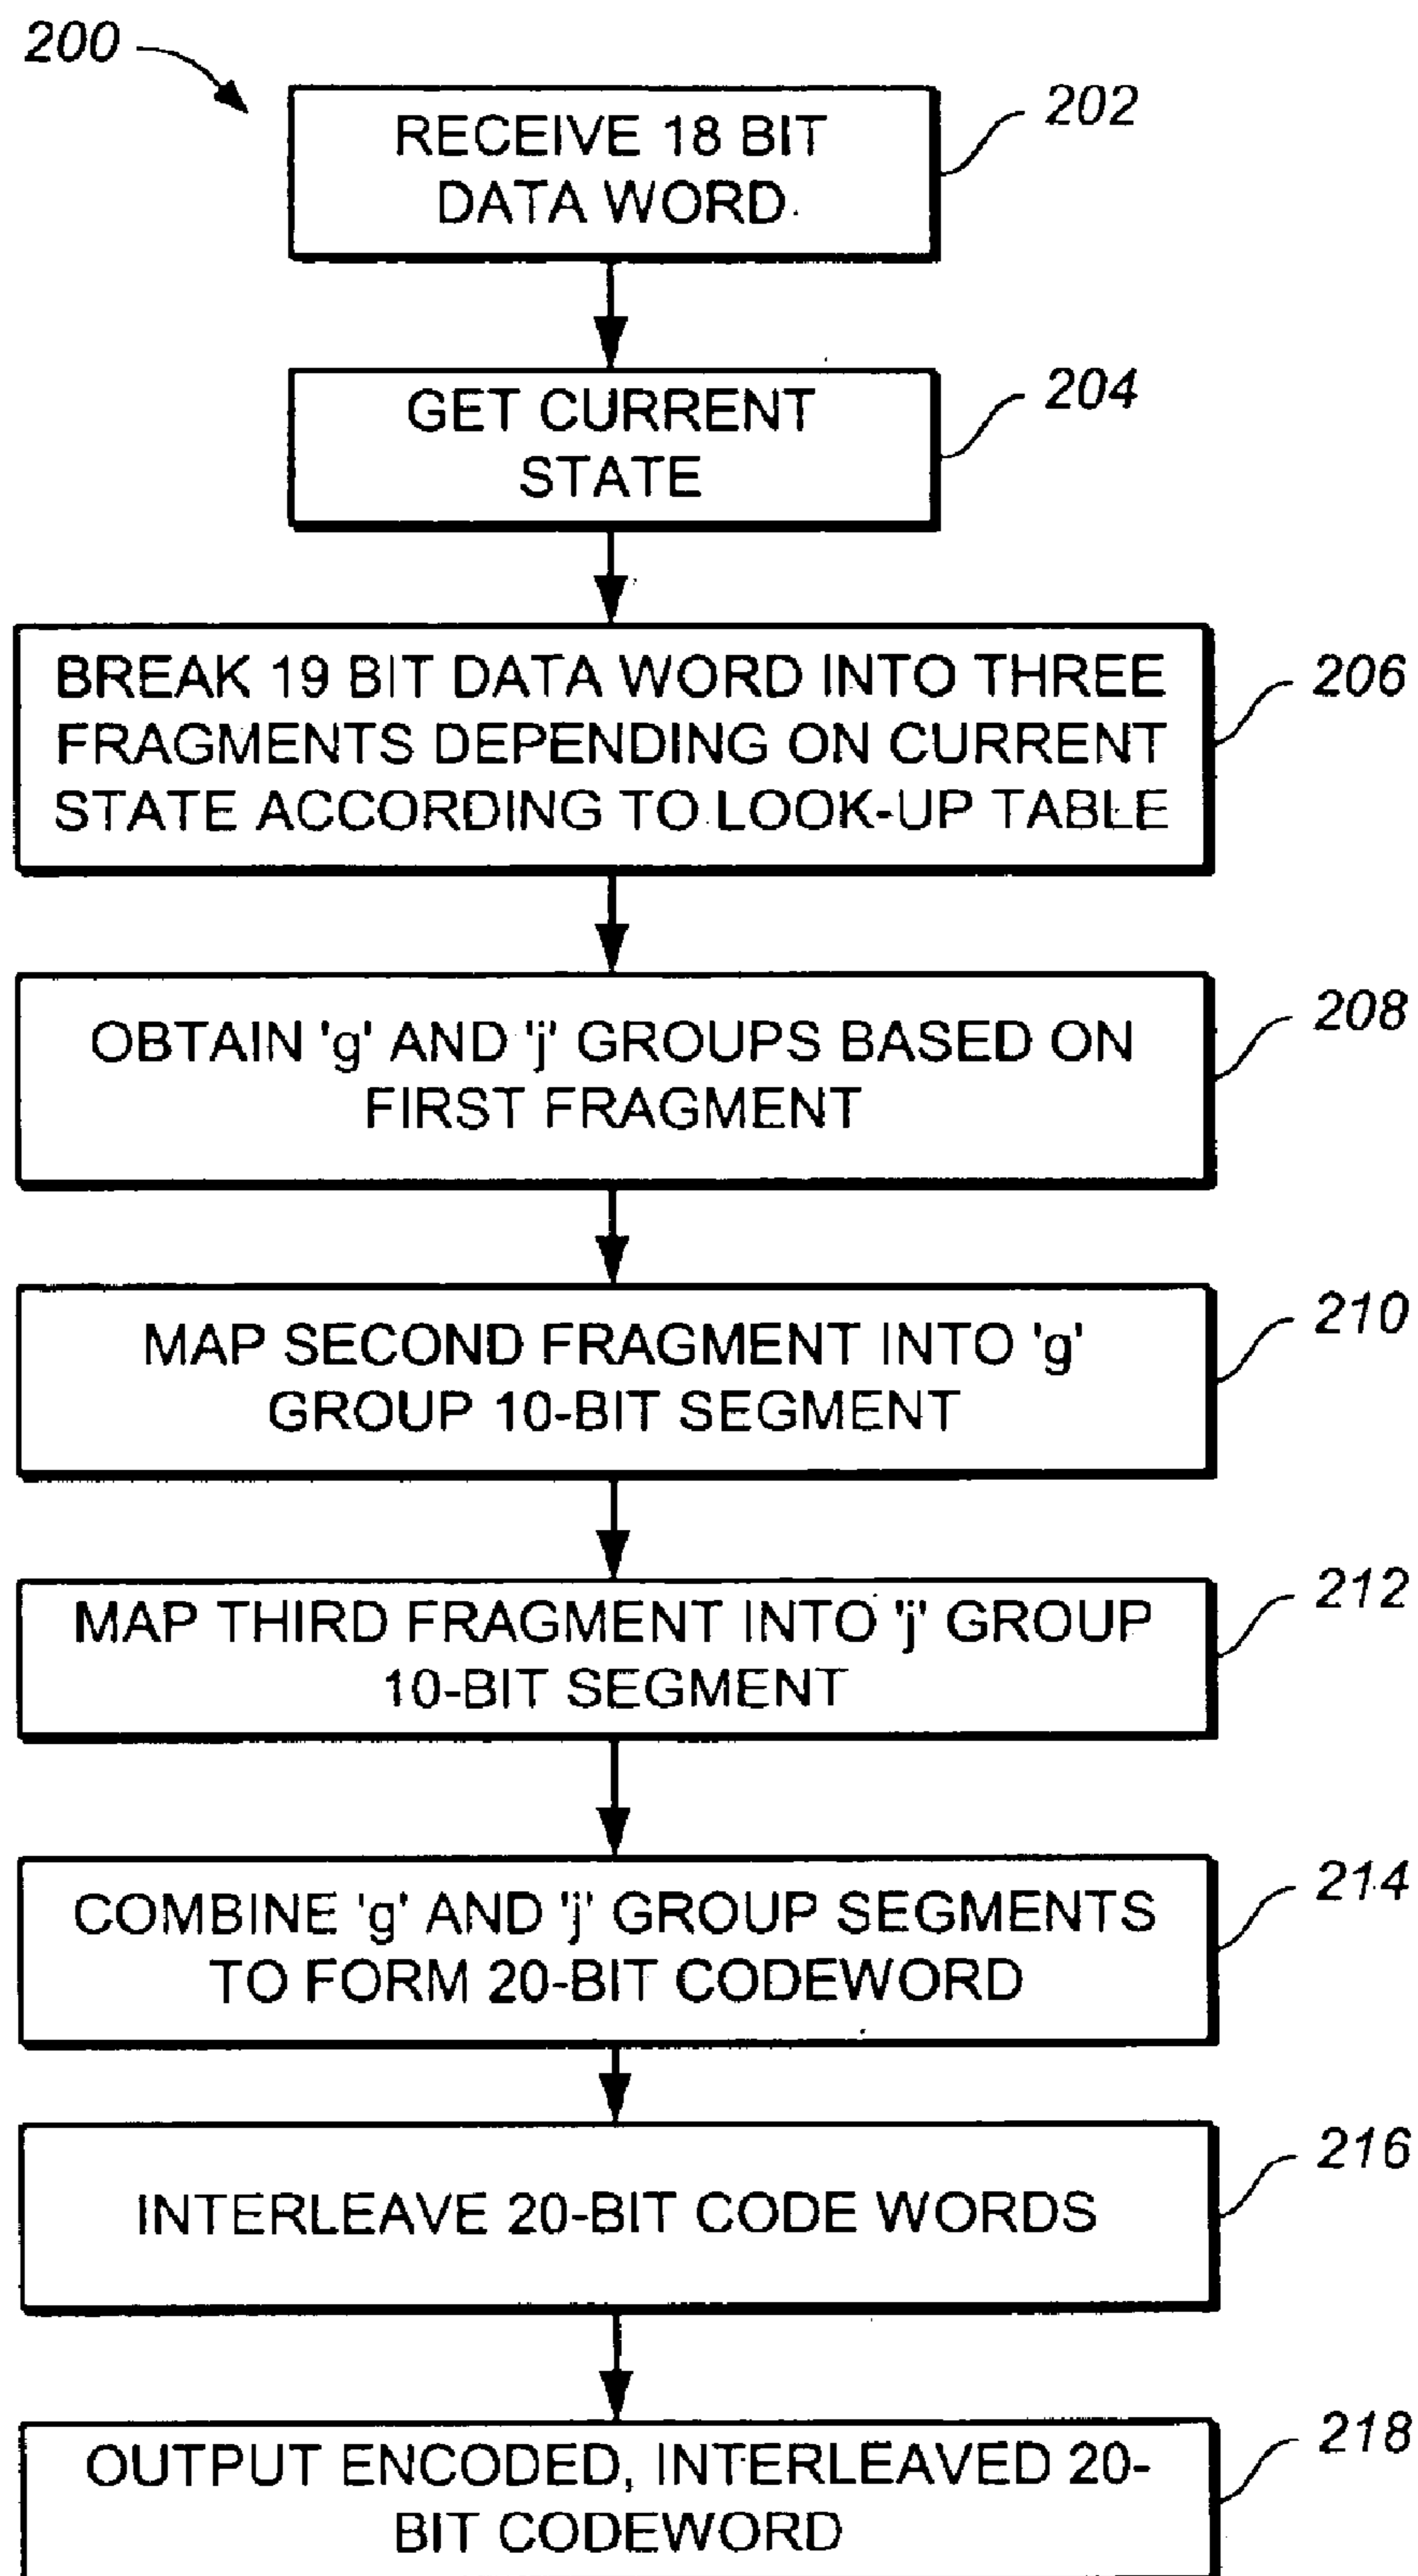 200
RECEIVE 18 BIT
DATA WORD
202
GET CURRENT
STATE
204
BREAK 19 BIT DATA WORD INTO THREE
FRAGMENTS DEPENDING ON CURRENT
STATE ACCORDING TO LOOK-UP TABLE
206
OBTAIN 'g' AND 'j' GROUPS BASED ON
FIRST FRAGMENT
208
MAP SECOND FRAGMENT INTO 'g'
GROUP 10-BIT SEGMENT
210
MAP THIRD FRAGMENT INTO 'j' GROUP
10-BIT SEGMENT
212
COMBINE 'g' AND 'j' GROUP SEGMENTS
TO FORM 20-BIT CODEWORD
214
INTERLEAVE 20-BIT CODE WORDS
216
OUTPUT ENCODED, INTERLEAVED 20-
BIT CODEWORD
218